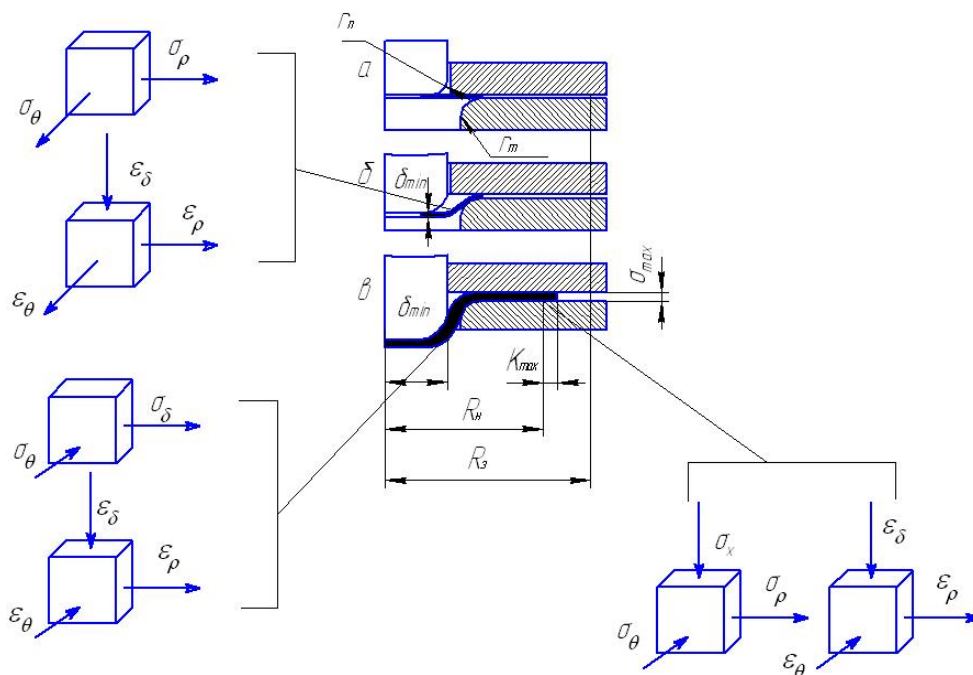 σρ
σθ
εδ
ερ
εθ
rп
а
rт
б
δmin
в
δmin
σmax
Kmax
Rн
Rз
σδ
σθ
εδ
ερ
εθ
σx
εδ
σρ
ερ
σθ
εθ